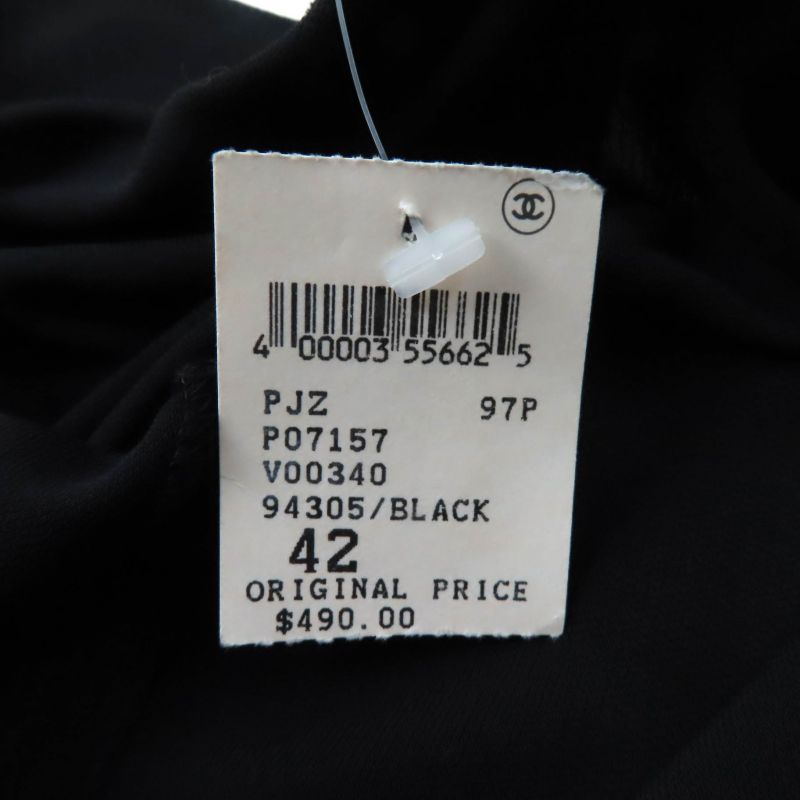 4 00003 55662 5
PJZ 97P
P07157
V00340
94305/BLACK
42
ORIGINAL PRICE
$490.00